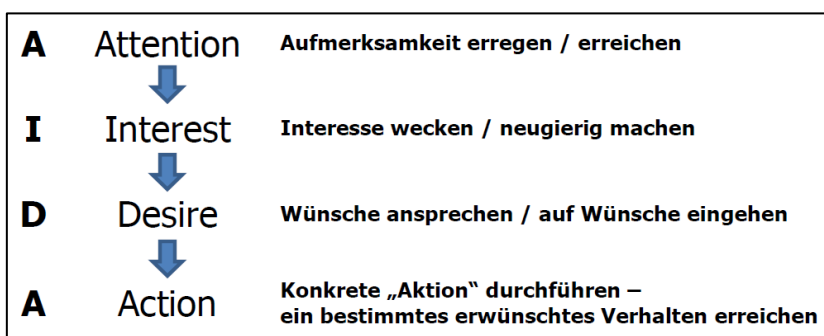 A Attention Aufmerksamkeit erregen / erreichen
I Interest Interesse wecken / neugierig machen
D Desire Wünsche ansprechen / auf Wünsche eingehen
A Action Konkrete „Aktion“ durchführen –
ein bestimmtes erwünschtes Verhalten erreichen